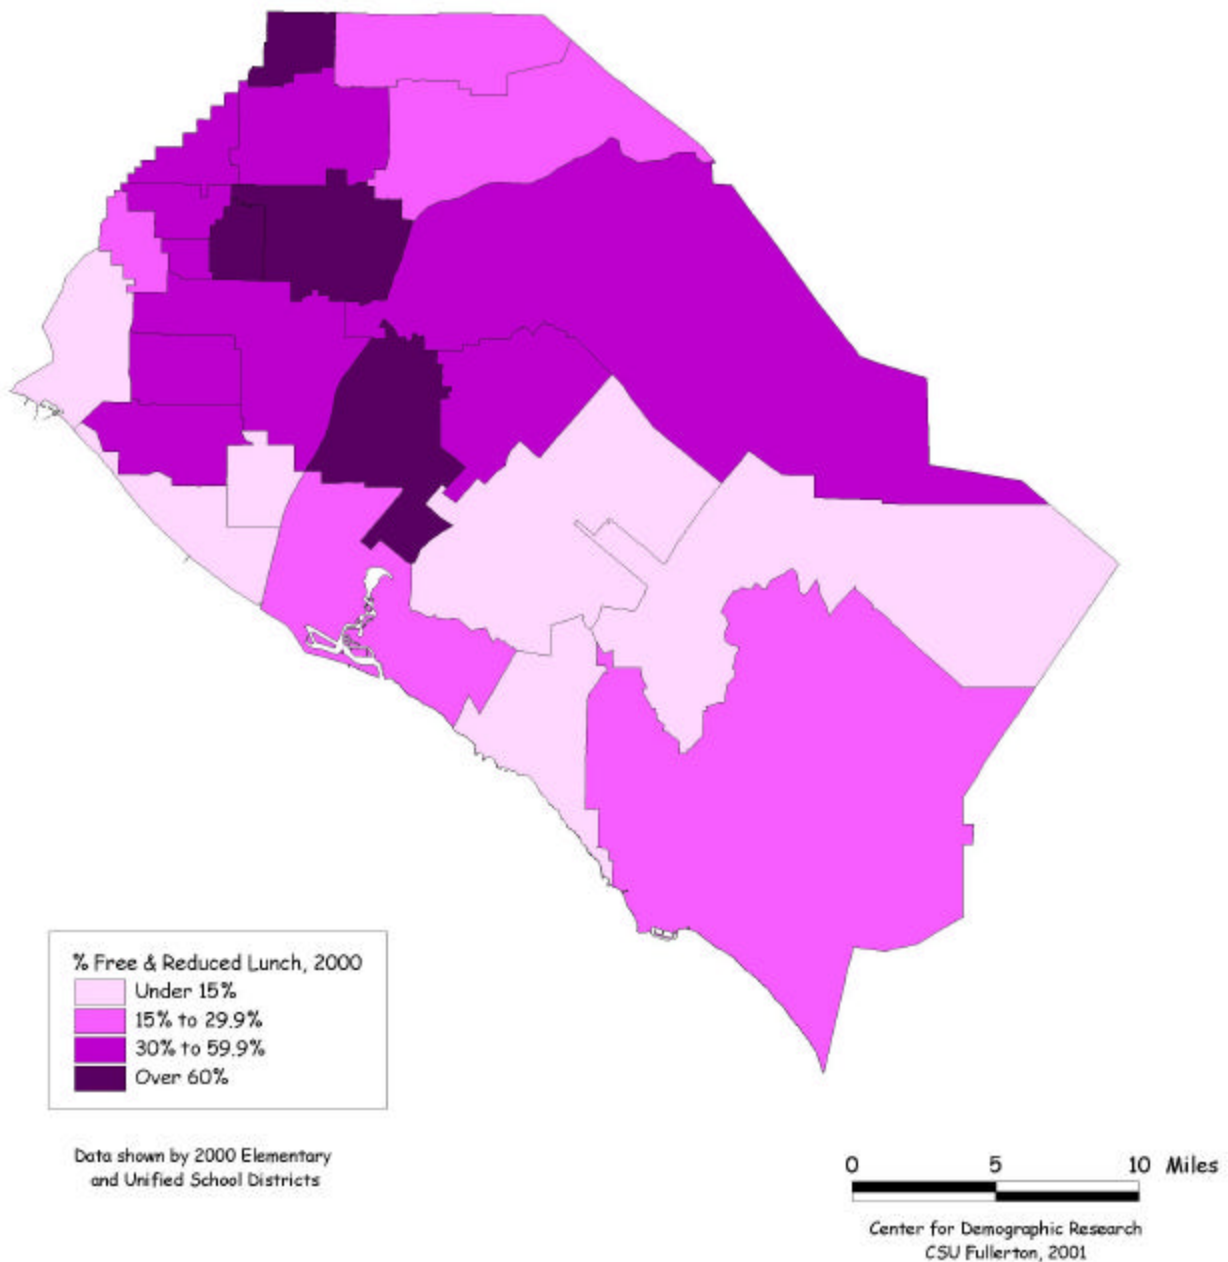 % Free & Reduced Lunch, 2000
Under 15%
15% to 29.9%
30% to 59.9%
Over 60%
Data shown by 2000 Elementary
and Unified School Districts
0 5 10 Miles
Center for Demographic Research
CSU Fullerton, 2001